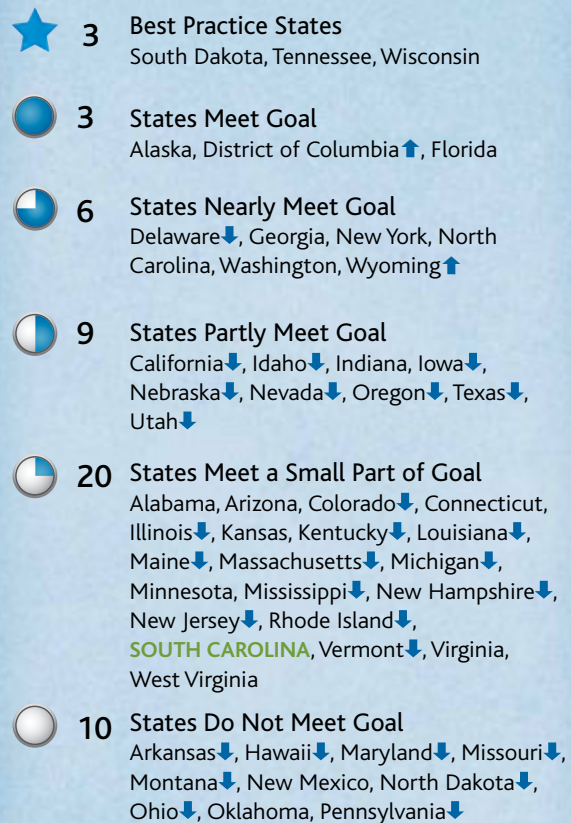 3 Best Practice States
South Dakota, Tennessee, Wisconsin
3 States Meet Goal
Alaska, District of Columbia⬆, Florida
6 States Nearly Meet Goal
Delaware⬇, Georgia, New York, North
Carolina, Washington, Wyoming⬆
9 States Partly Meet Goal
California⬇, Idaho⬇, Indiana, Iowa⬇,
Nebraska⬇, Nevada⬇, Oregon⬇, Texas⬇,
Utah⬇
20 States Meet a Small Part of Goal
Alabama, Arizona, Colorado⬇, Connecticut,
Illinois⬇, Kansas, Kentucky⬇, Louisiana⬇,
Maine⬇, Massachusetts⬇, Michigan⬇,
Minnesota, Mississippi⬇, New Hampshire⬇,
New Jersey⬇, Rhode Island⬇,
SOUTH CAROLINA, Vermont⬇, Virginia,
West Virginia
10 States Do Not Meet Goal
Arkansas⬇, Hawaii⬇, Maryland⬇, Missouri⬇,
Montana⬇, New Mexico, North Dakota⬇,
Ohio⬇, Oklahoma, Pennsylvania⬇